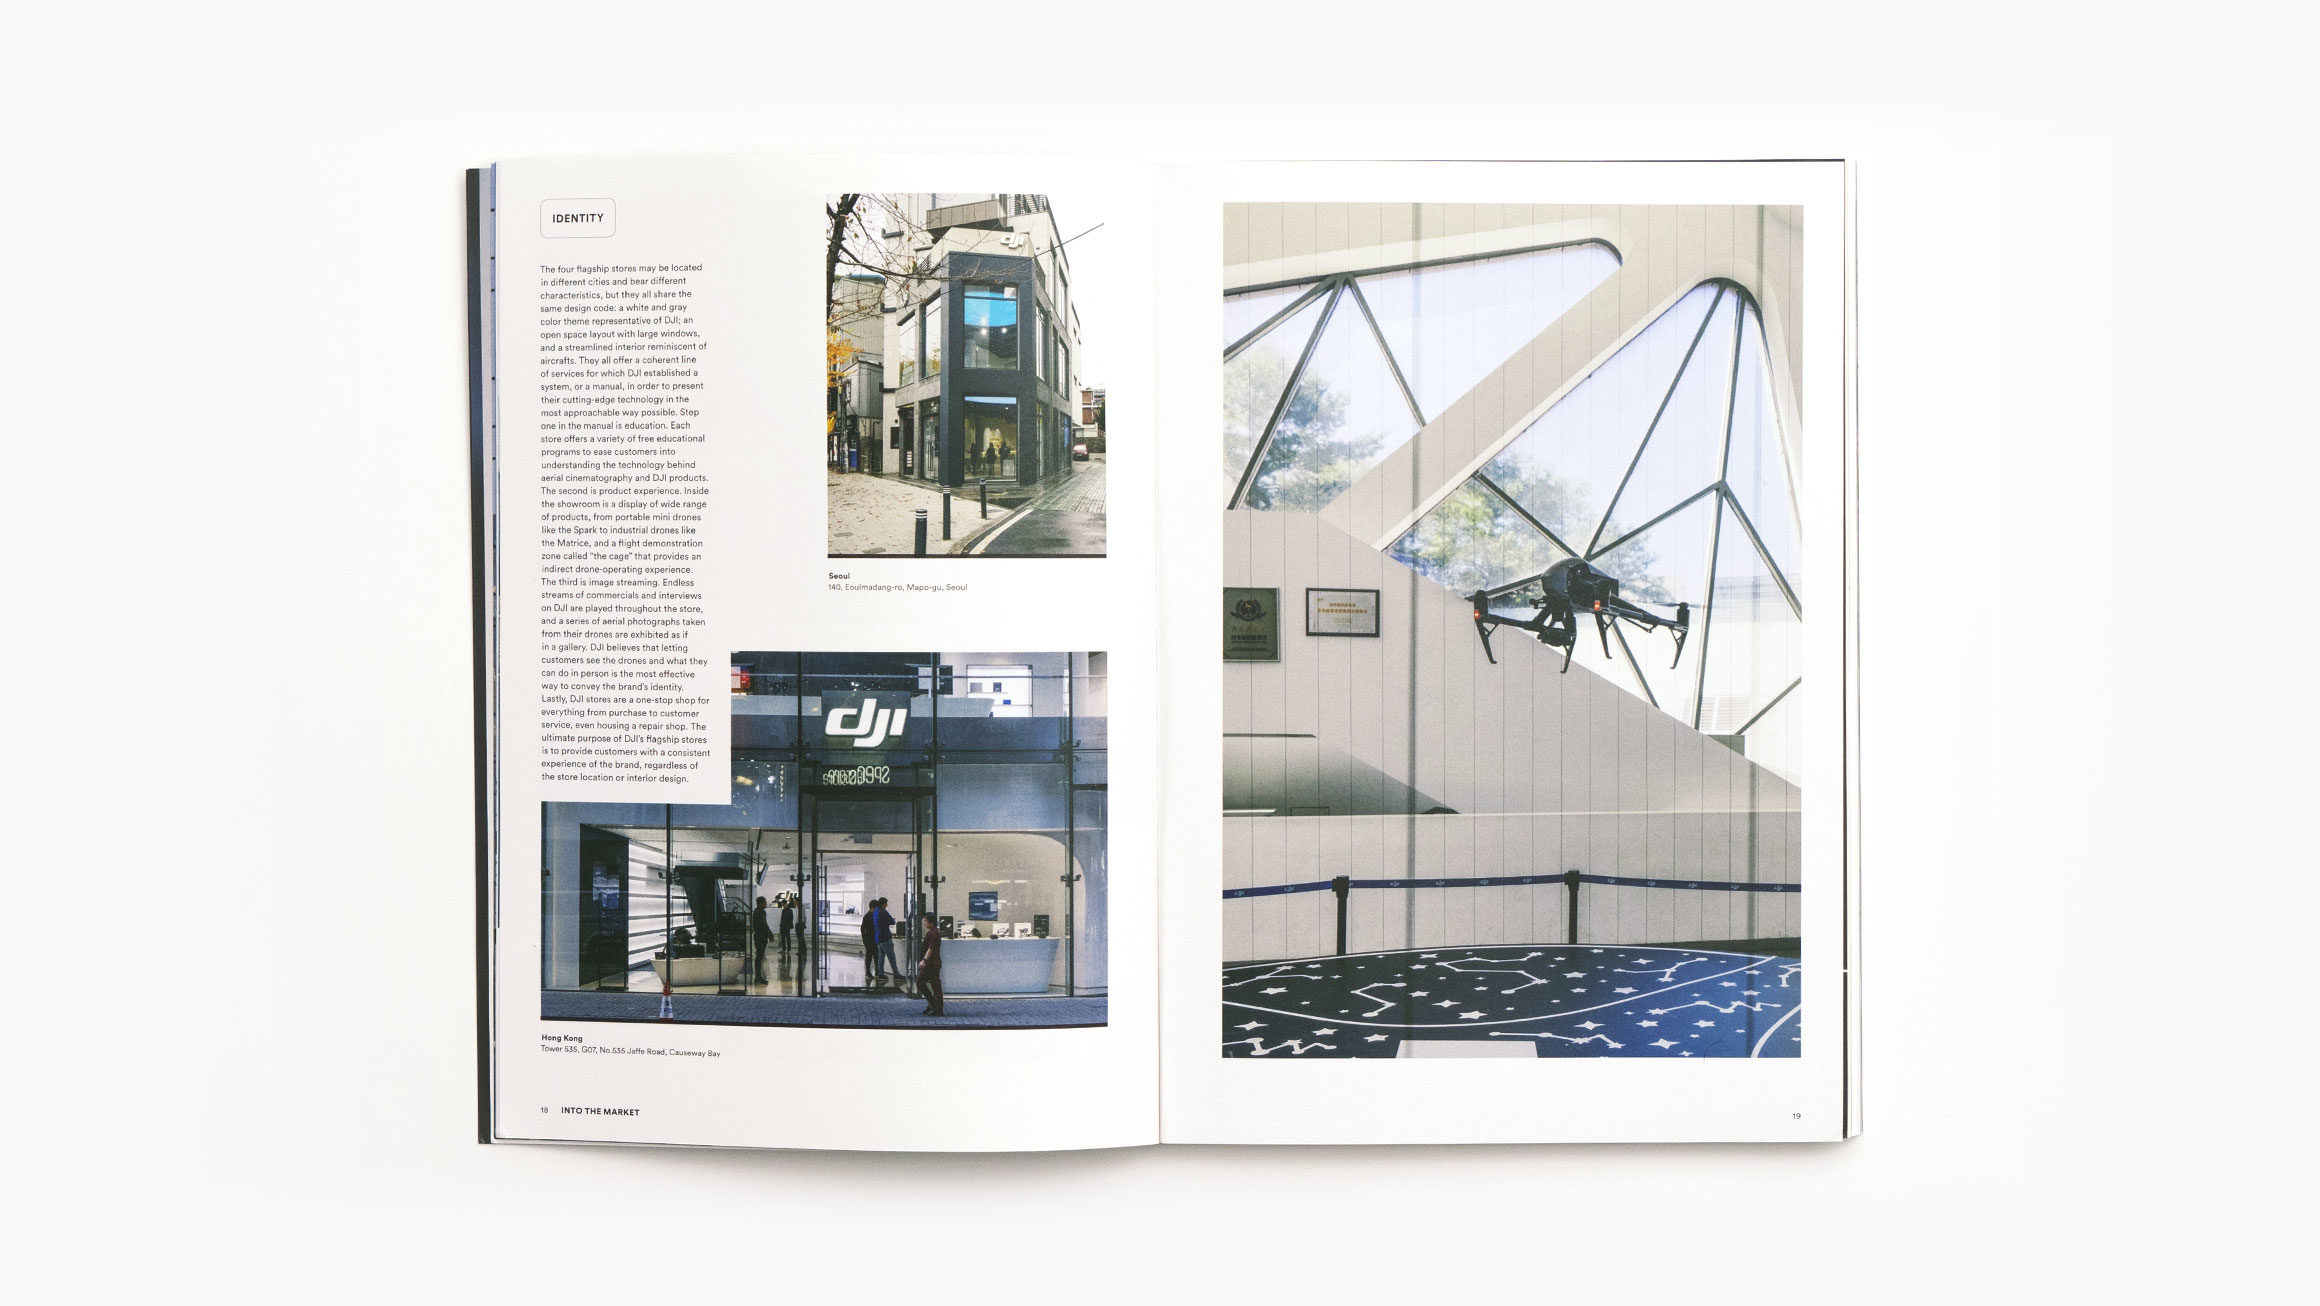 IDENTITY
The four flagship stores may be located
in different cities and bear different
characteristics, but they all share the
same design code: a white and gray
color theme representative of DJI; an
open space layout with large windows,
and a streamlined interior reminiscent of
aircrafts. They all offer a coherent line
of services for which DJI established a
system, or a manual, in order to present
their cutting-edge technology in the
most approachable way possible. Step
one in the manual is education. Each
store offers a variety of free educational
programs to ease customers into
understanding the technology behind
aerial cinematography and DJI products.
The second is product experience. Inside
the showroom is a display of wide range
of products, from portable mini drones
like the Spark to industrial drones like
the Matrice, and a flight demonstration
zone called “the cage” that provides an
indirect drone-operating experience.
The third is image streaming. Endless
streams of commercials and interviews
on DJI are played throughout the store,
and a series of aerial photographs taken
from their drones are exhibited as if
in a gallery. DJI believes that letting
customers see the drones and what they
can do in person is the most effective
way to convey the brand's identity.
Lastly, DJI stores are a one-stop shop for
everything from purchase to customer
service, even housing a repair shop. The
ultimate purpose of DJI's flagship stores
is to provide customers with a consistent
experience of the brand, regardless of
the store location or interior design.
dji
Seoul
140, Eoulmadang-ro, Mapo-gu, Seoul
dji
dji
Hong Kong
Tower 535, G07, No.535 Jaffe Road, Causeway Bay
18 INTO THE MARKET
19